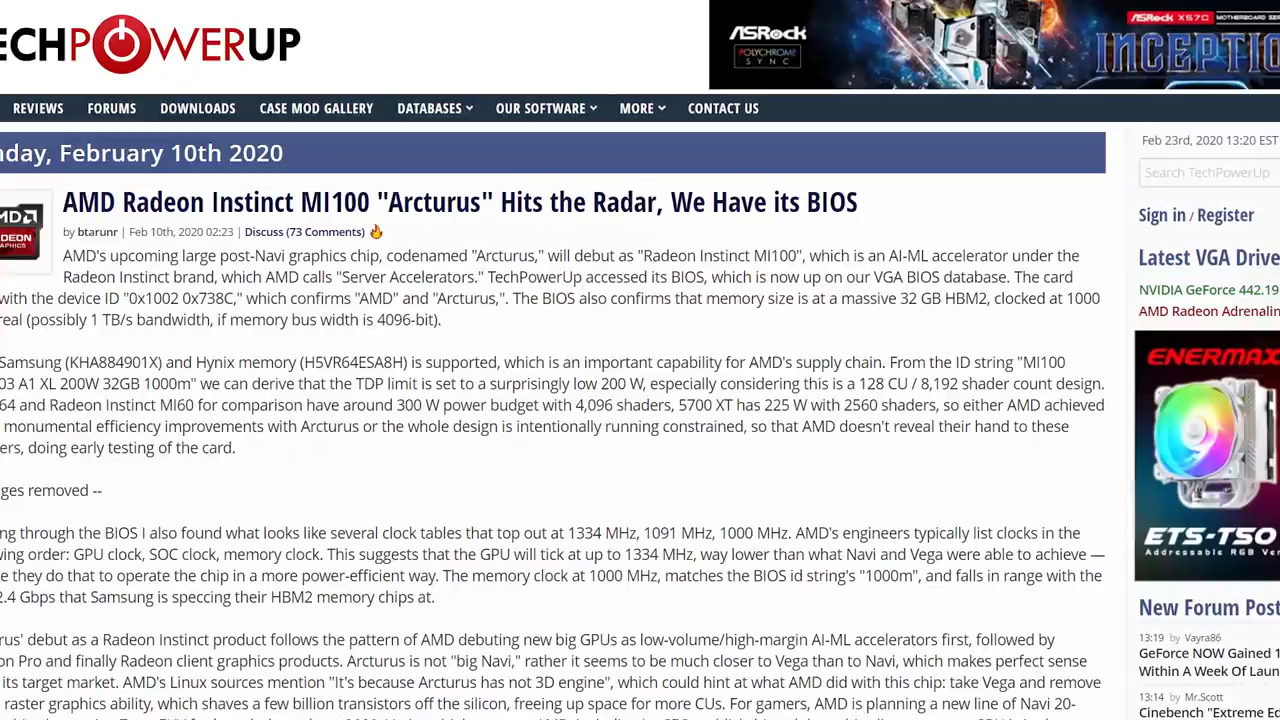 ECHPOWERUP
ASRock
POLYCHROME
SYNC
ASRock X570 MOTHERBOARD
REVIEWS FORUMS DOWNLOADS CASE MOD GALLERY DATABASES OUR SOFTWARE MORE CONTACT US
day, February 10th 2020
AMD Radeon Instinct MI100 "Arcturus" Hits the Radar, We Have its BIOS
by btarunr | Feb 10th, 2020 02:23 | Discuss (73 Comments)
AMD's upcoming large post-Navi graphics chip, codenamed "Arcturus," will debut as "Radeon Instinct MI100", which is an AI-ML accelerator under the
Radeon Instinct brand, which AMD calls "Server Accelerators." TechPowerUp accessed its BIOS, which is now up on our VGA BIOS database. The card
with the device ID "0x1002 0x738C," which confirms "AMD" and "Arcturus,". The BIOS also confirms that memory size is at a massive 32 GB HBM2, clocked at 1000
real (possibly 1 TB/s bandwidth, if memory bus width is 4096-bit).
Samsung (KHA884901X) and Hynix memory (H5VR64ESA8H) is supported, which is an important capability for AMD's supply chain. From the ID string "MI100
03 A1 XL 200W 32GB 1000m" we can derive that the TDP limit is set to a surprisingly low 200 W, especially considering this is a 128 CU / 8,192 shader count design.
64 and Radeon Instinct MI60 for comparison have around 300 W power budget with 4,096 shaders, 5700 XT has 225 W with 2560 shaders, so either AMD achieved
monumental efficiency improvements with Arcturus or the whole design is intentionally running constrained, so that AMD doesn't reveal their hand to these
ers, doing early testing of the card.
ges removed --
ng through the BIOS I also found what looks like several clock tables that top out at 1334 MHz, 1091 MHz, 1000 MHz. AMD's engineers typically list clocks in the
wing order: GPU clock, SOC clock, memory clock. This suggests that the GPU will tick at up to 1334 MHz, way lower than what Navi and Vega were able to achieve —
e they do that to operate the chip in a more power-efficient way. The memory clock at 1000 MHz, matches the BIOS id string's "1000m", and falls in range with the
2.4 Gbps that Samsung is speccing their HBM2 memory chips at.
rus' debut as a Radeon Instinct product follows the pattern of AMD debuting new big GPUs as low-volume/high-margin AI-ML accelerators first, followed by
on Pro and finally Radeon client graphics products. Arcturus is not "big Navi," rather it seems to be much closer to Vega than to Navi, which makes perfect sense
its target market. AMD's Linux sources mention "It's because Arcturus has not 3D engine", which could hint at what AMD did with this chip: take Vega and remove
raster graphics ability, which shaves a few billion transistors off the silicon, freeing up space for more CUs. For gamers, AMD is planning a new line of Navi 20-
Feb 23rd, 2020 13:20 EST
Search TechPowerUp
Sign in / Register
Latest VGA Drive
NVIDIA GeForce 442.19
AMD Radeon Adrenalin
ENERMAX
ETS-T50
Addressable RGB Ver
New Forum Post
13:19 by Vayra86
GeForce NOW Gained 1
Within A Week Of Laun
13:14 by Mr.Scott
Cinebench "Extreme Ed